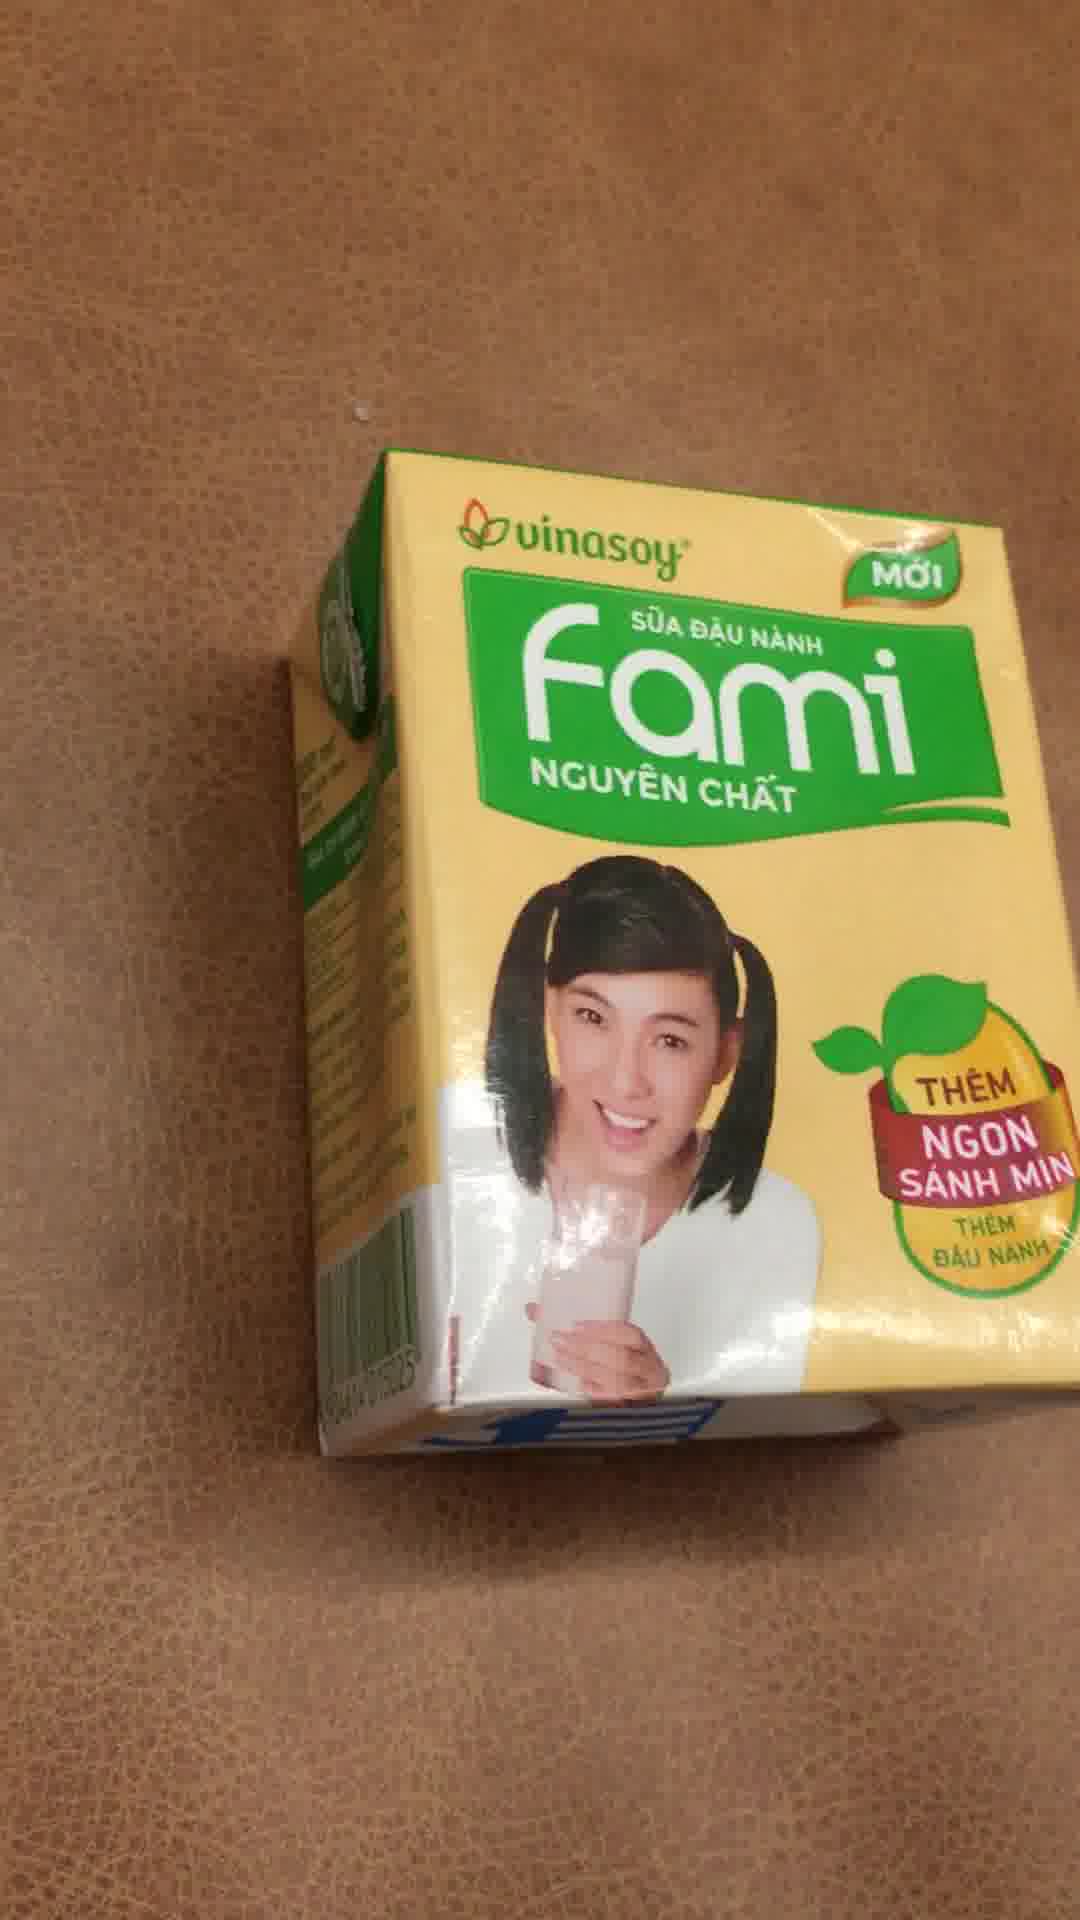 vinasoy
MỚI
SỮA ĐẬU NÀNH
Fami
NGUYÊN CHẤT
THÊM
NGON
SÁNH MỊN
THÊM
ĐẬU NÀNH